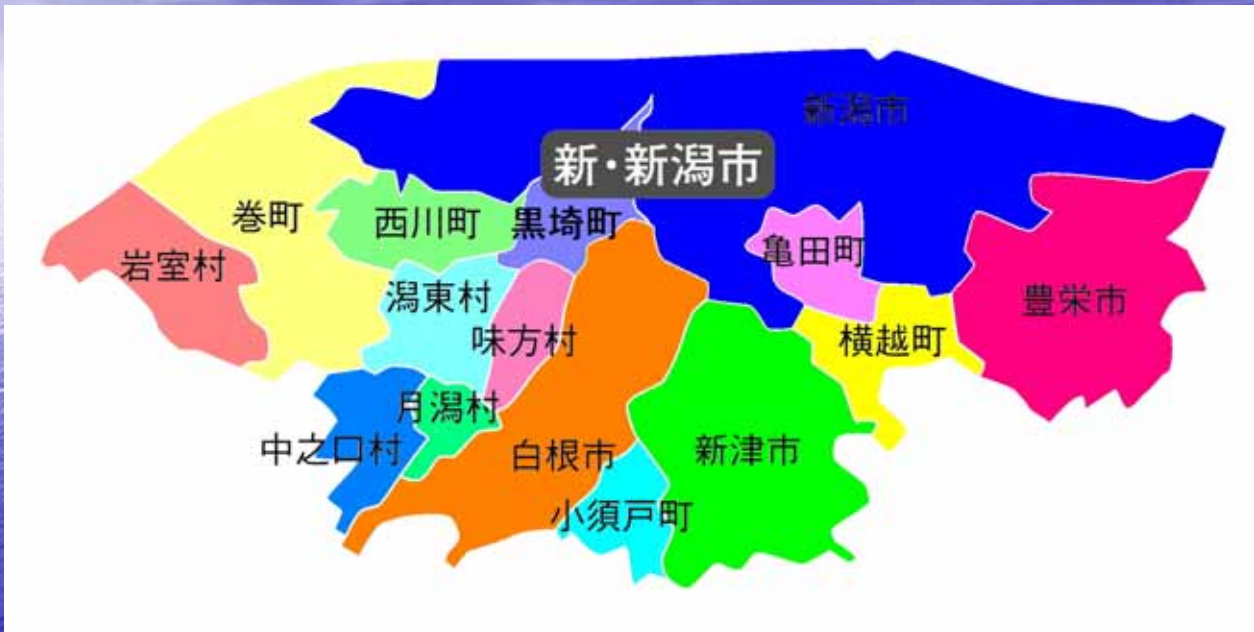 新潟市
新・新潟市
巻町
西川町
黒埼町
亀田町
岩室村
潟東村
豊栄市
味方村
横越町
月潟村
中之口村
白根市
新津市
小須戸町